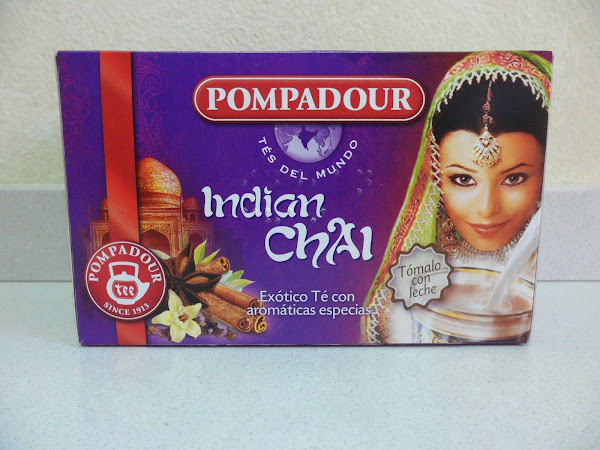 POMPADOUR
TÉS DEL MUNDO
Indian
CHAI
Exótico Té con
aromáticas especias
Tómalo
con
leche
POMPADOUR
TEE
SINCE 1913